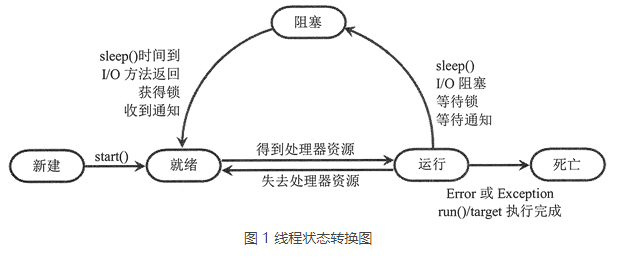 阻塞
sleep()时间到
I/O 方法返回
获得锁
收到通知
sleep()
I/O 阻塞
等待锁
等待通知
新建
start()
就绪
得到处理器资源
失去处理器资源
运行
死亡
Error 或 Exception
run()/target 执行完成
图 1 线程状态转换图